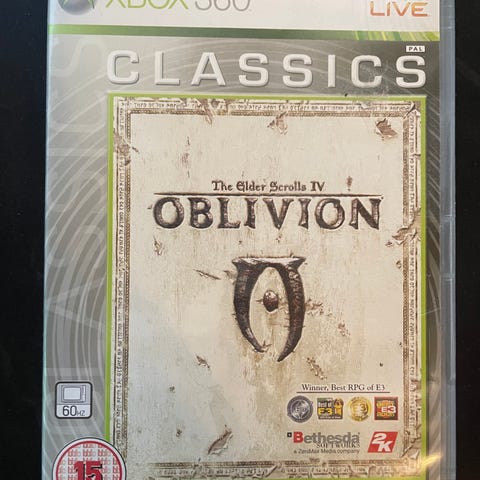 XBOX 360
LIVE
PAL
CLASSICS
The Elder Scrolls IV
OBLIVION
Winner, Best RPG of E3
60HZ
Bethesda
SOFTWORKS
a ZeniMax Media company
2K
15